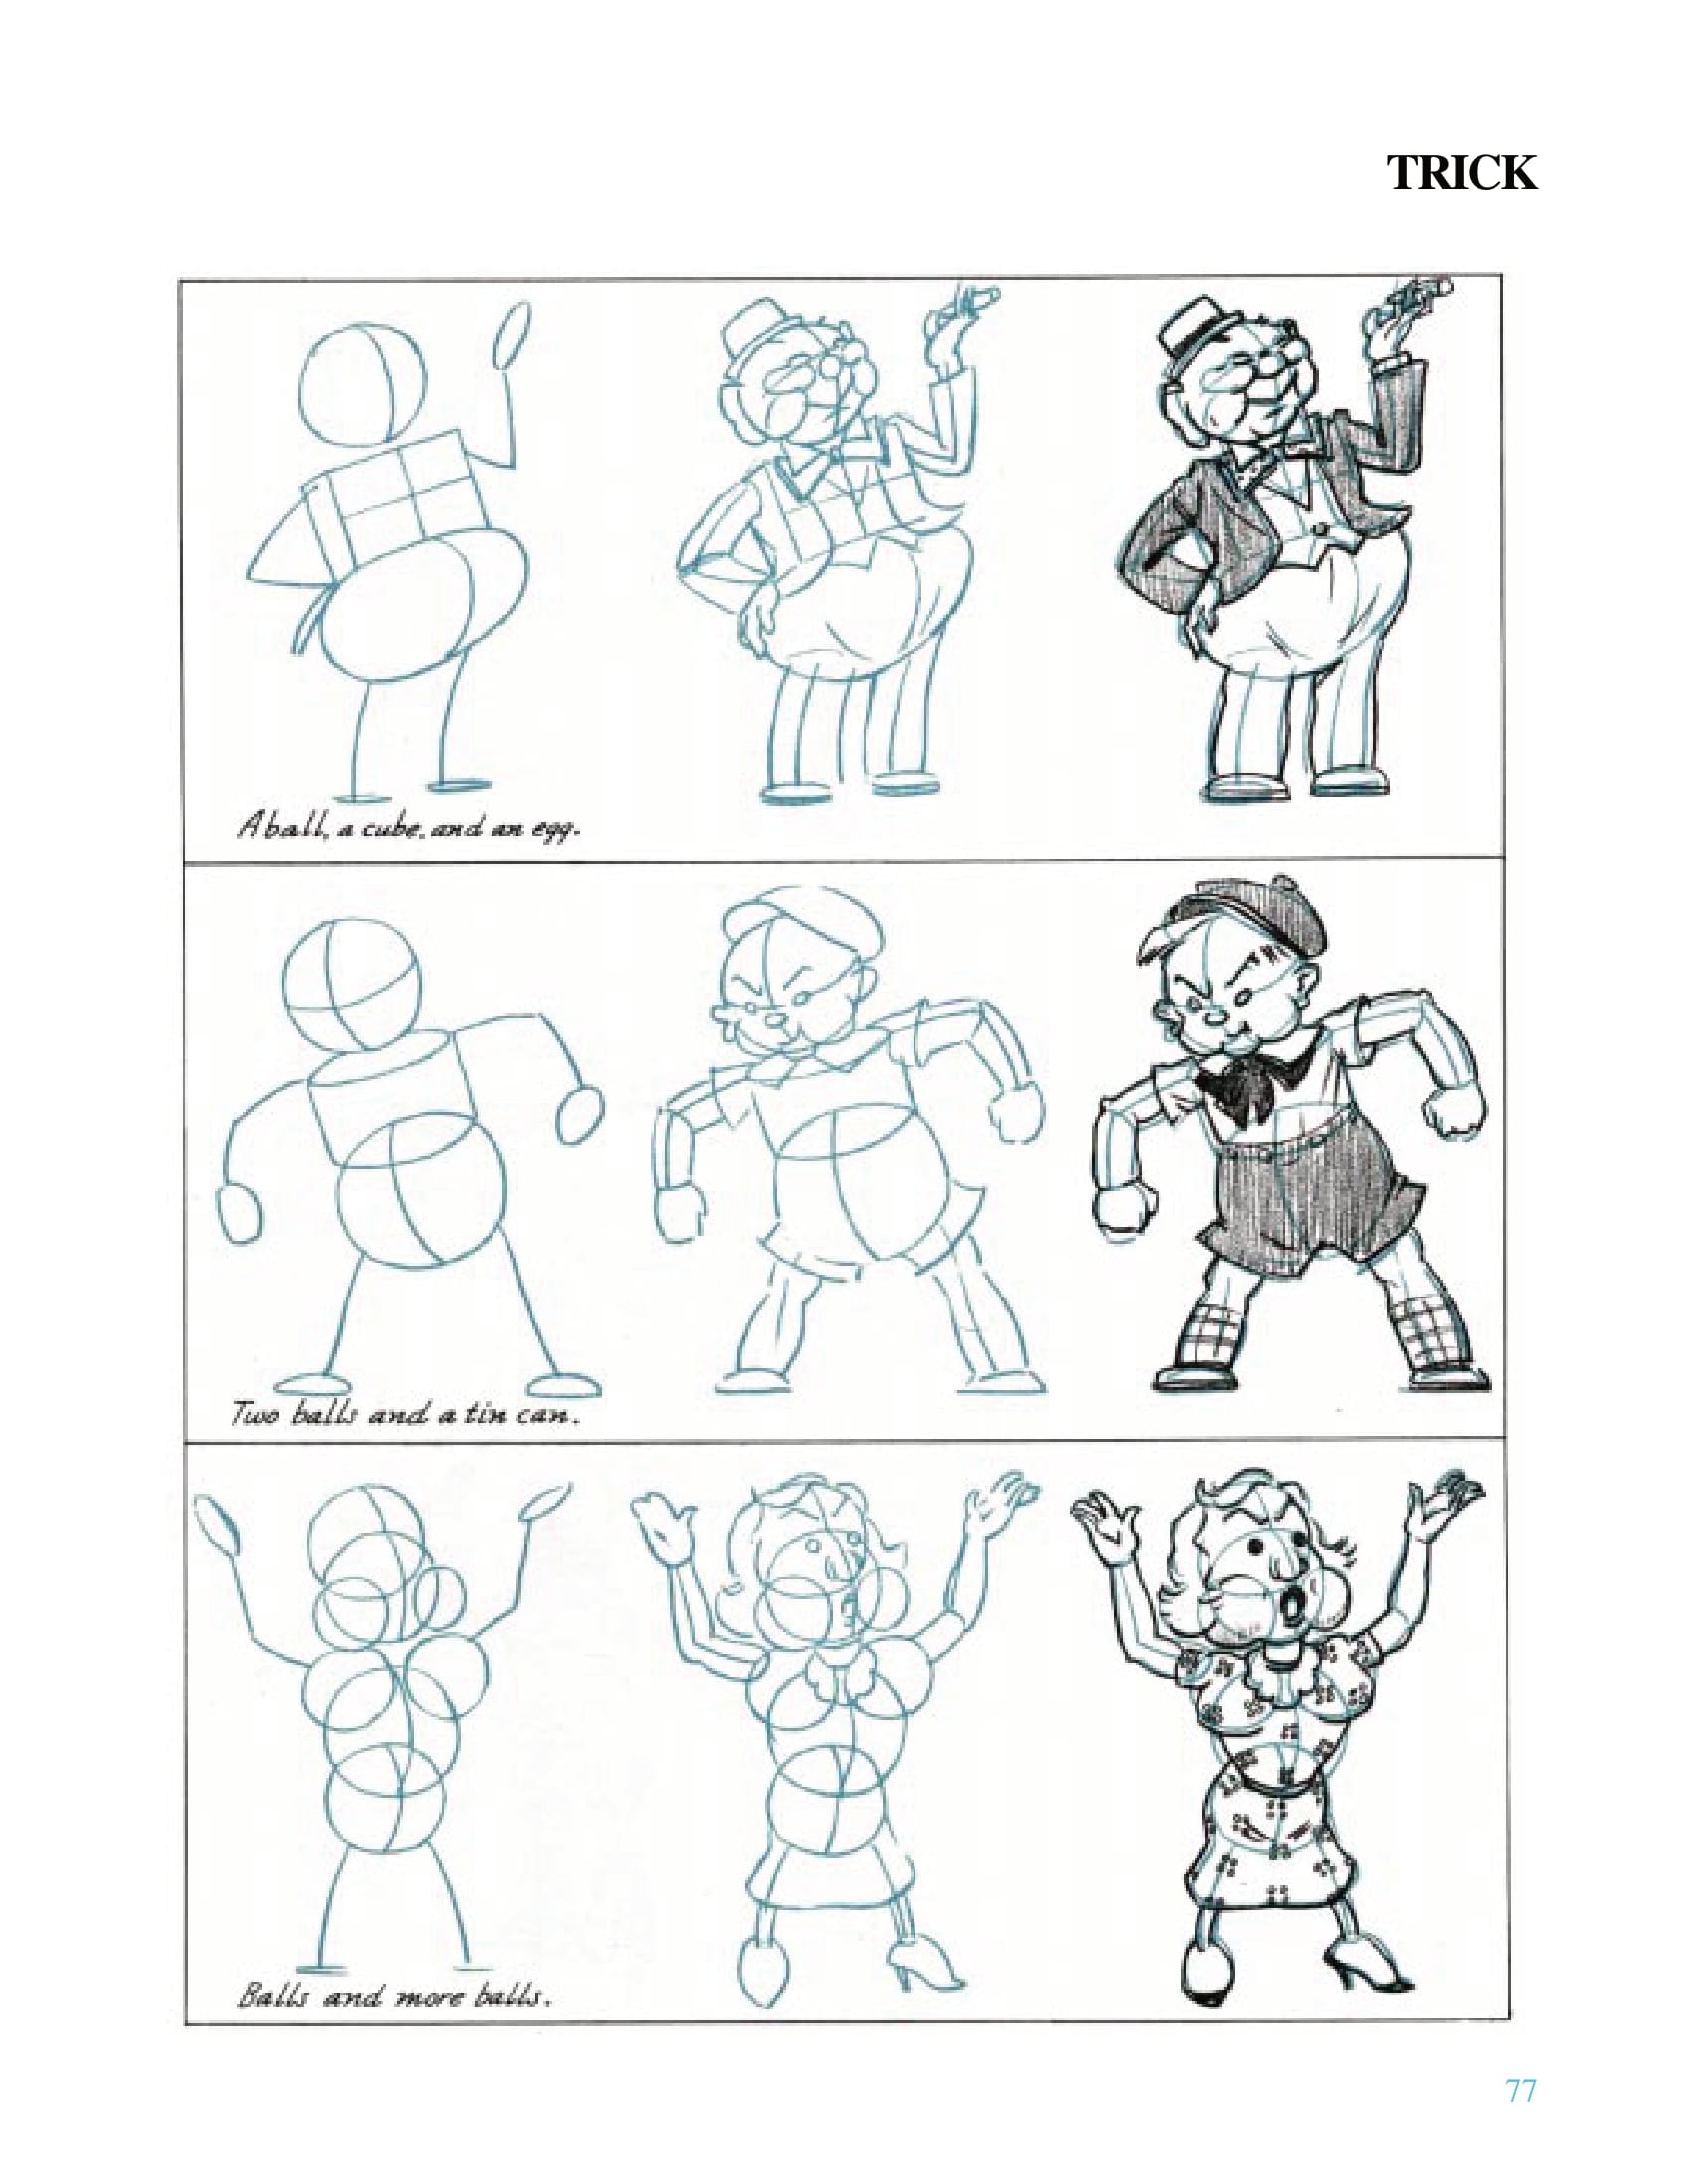 TRICK
A ball, a cube, and an egg.
Two balls and a tin can.
Balls and more balls.
77